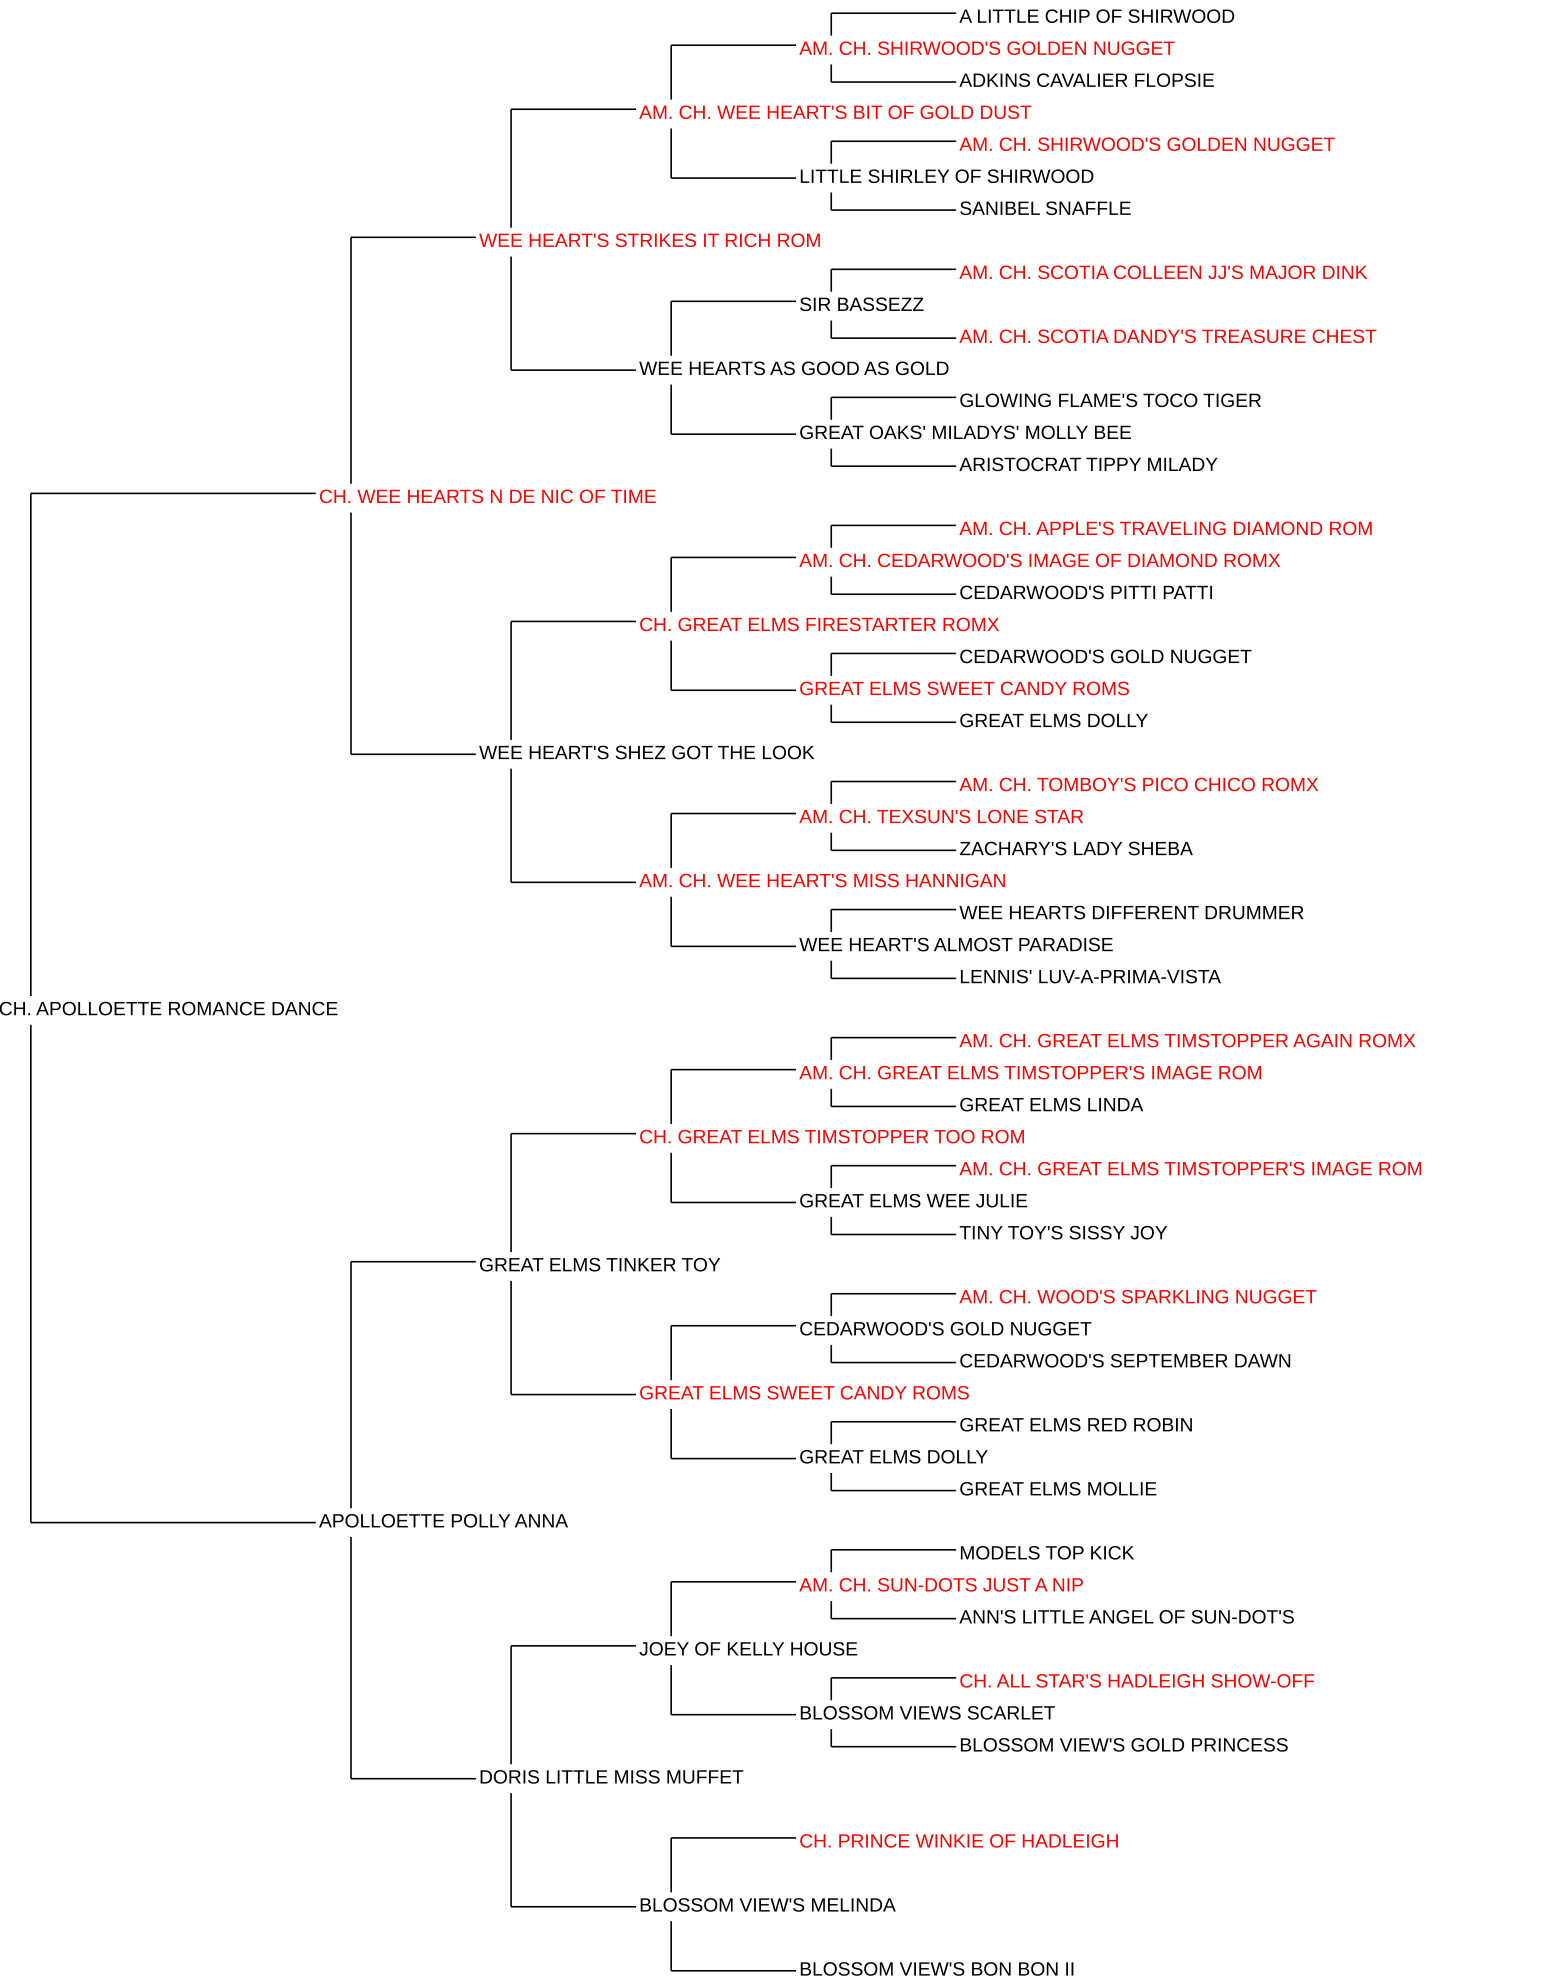 A LITTLE CHIP OF SHIRWOOD
AM. CH. SHIRWOOD'S GOLDEN NUGGET
ADKINS CAVALIER FLOPSIE
AM. CH. WEE HEART'S BIT OF GOLD DUST
AM. CH. SHIRWOOD'S GOLDEN NUGGET
LITTLE SHIRLEY OF SHIRWOOD
SANIBEL SNAFFLE
WEE HEART'S STRIKES IT RICH ROM
AM. CH. SCOTIA COLLEEN JJ'S MAJOR DINK
SIR BASSEZZ
AM. CH. SCOTIA DANDY'S TREASURE CHEST
WEE HEARTS AS GOOD AS GOLD
GLOWING FLAME'S TOCO TIGER
GREAT OAKS' MILADYS' MOLLY BEE
ARISTOCRAT TIPPY MILADY
CH. WEE HEARTS N DE NIC OF TIME
AM. CH. APPLE'S TRAVELING DIAMOND ROM
AM. CH. CEDARWOOD'S IMAGE OF DIAMOND ROMX
CEDARWOOD'S PITTI PATTI
CH. GREAT ELMS FIRESTARTER ROMX
CEDARWOOD'S GOLD NUGGET
GREAT ELMS SWEET CANDY ROMS
GREAT ELMS DOLLY
WEE HEART'S SHEZ GOT THE LOOK
AM. CH. TOMBOY'S PICO CHICO ROMX
AM. CH. TEXSUN'S LONE STAR
ZACHARY'S LADY SHEBA
AM. CH. WEE HEART'S MISS HANNIGAN
WEE HEARTS DIFFERENT DRUMMER
WEE HEART'S ALMOST PARADISE
LENNIS' LUV-A-PRIMA-VISTA
CH. APOLLOETTE ROMANCE DANCE
AM. CH. GREAT ELMS TIMSTOPPER AGAIN ROMX
AM. CH. GREAT ELMS TIMSTOPPER'S IMAGE ROM
GREAT ELMS LINDA
CH. GREAT ELMS TIMSTOPPER TOO ROM
AM. CH. GREAT ELMS TIMSTOPPER'S IMAGE ROM
GREAT ELMS WEE JULIE
TINY TOY'S SISSY JOY
GREAT ELMS TINKER TOY
AM. CH. WOOD'S SPARKLING NUGGET
CEDARWOOD'S GOLD NUGGET
CEDARWOOD'S SEPTEMBER DAWN
GREAT ELMS SWEET CANDY ROMS
GREAT ELMS RED ROBIN
GREAT ELMS DOLLY
GREAT ELMS MOLLIE
APOLLOETTE POLLY ANNA
MODELS TOP KICK
AM. CH. SUN-DOTS JUST A NIP
ANN'S LITTLE ANGEL OF SUN-DOT'S
JOEY OF KELLY HOUSE
CH. ALL STAR'S HADLEIGH SHOW-OFF
BLOSSOM VIEWS SCARLET
BLOSSOM VIEW'S GOLD PRINCESS
DORIS LITTLE MISS MUFFET
CH. PRINCE WINKIE OF HADLEIGH
BLOSSOM VIEW'S MELINDA
BLOSSOM VIEW'S BON BON II